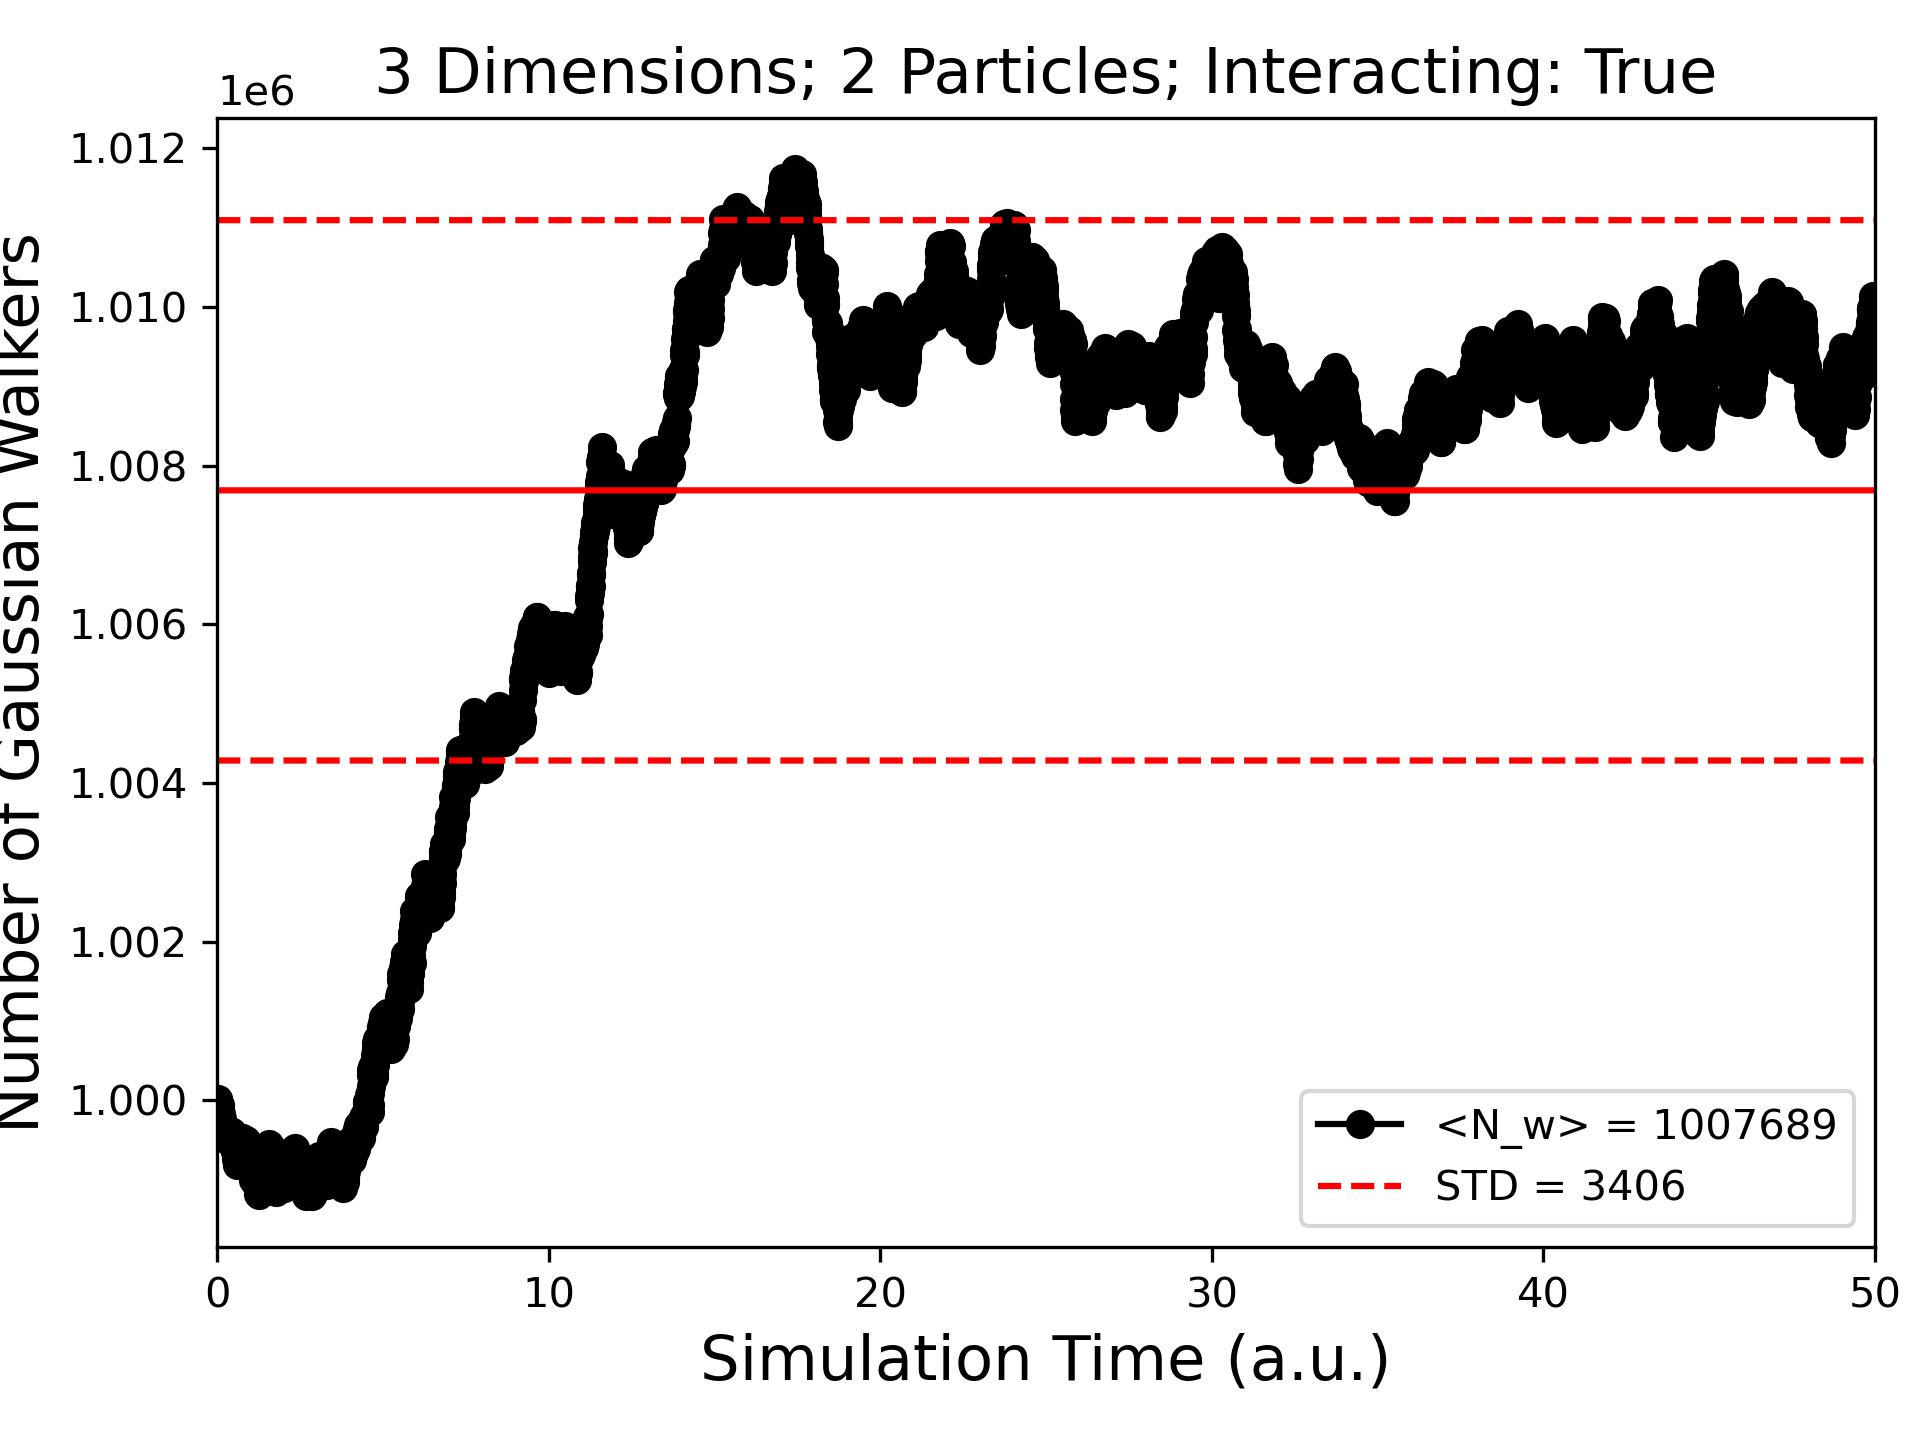 3 Dimensions; 2 Particles; Interacting: True
1e6
1.012
1.010
1.008
1.006
1.004
1.002
1.000
Number of Gaussian Walkers
<N_w> = 1007689
STD = 3406
0 10 20 30 40 50
Simulation Time (a.u.)